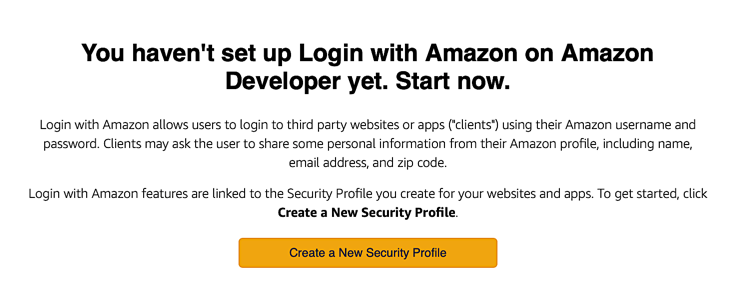 You haven't set up Login with Amazon on Amazon
Developer yet. Start now.
Login with Amazon allows users to login to third party websites or apps ("clients") using their Amazon username and
password. Clients may ask the user to share some personal information from their Amazon profile, including name,
email address, and zip code.
Login with Amazon features are linked to the Security Profile you create for your websites and apps. To get started, click
Create a New Security Profile.
Create a New Security Profile